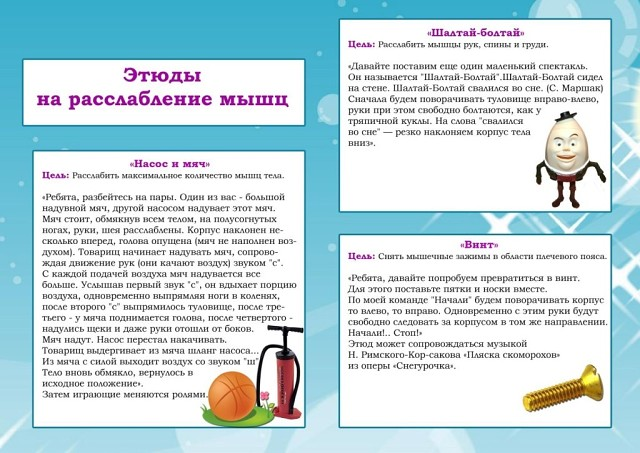 Этюды
на расслабление мышц
«Насос и мяч»
Цель: Расслабить максимальное количество мышц тела.
«Ребята, разбейтесь на пары. Один из вас - большой
надувной мяч, другой насосом надувает этот мяч.
Мяч стоит, обмякнув всем телом, на полусогнутых
ногах, руки, шея расслаблены. Корпус наклонен не-
сколько вперед, голова опущена (мяч не наполнен воз-
духом). Товарищ начинает надувать мяч, сопрово-
ждая движение рук (они качают воздух) звуком "с".
С каждой подачей воздуха мяч надувается все
больше. Услышав первый звук "с", он вдыхает порцию
воздуха, одновременно выпрямляя ноги в коленях,
после второго "с" выпрямилось туловище, после тре-
тьего - у мяча поднимается голова, после четвертого -
надулись щеки и даже руки отошли от боков.
Мяч надут. Насос перестал накачивать.
Товарищ выдергивает из мяча шланг насоса...
Из мяча с силой выходит воздух со звуком "ш".
Тело вновь обмякло, вернулось в
исходное положение».
Затем играющие меняются ролями.
«Шалтай-болтай»
Цель: Расслабить мышцы рук, спины и груди.
«Давайте поставим еще один маленький спектакль.
Он называется "Шалтай-Болтай".Шалтай-Болтай сидел
на стене. Шалтай-Болтай свалился во сне. (С. Маршак)
Сначала будем поворачивать туловище вправо-влево,
руки при этом свободно болтаются, как у
тряпичной куклы. На слова "свалился
во сне" — резко наклоняем корпус тела
вниз».
«Винт»
Цель: Снять мышечные зажимы в области плечевого пояса.
«Ребята, давайте попробуем превратиться в винт.
Для этого поставьте пятки и носки вместе.
По моей команде "Начали" будем поворачивать корпус
то влево, то вправо. Одновременно с этим руки будут
свободно следовать за корпусом в том же направлении.
Начали!.. Стоп!»
Этюд может сопровождаться музыкой
Н. Римского-Кор-сакова «Пляска скоморохов»
из оперы «Снегурочка».